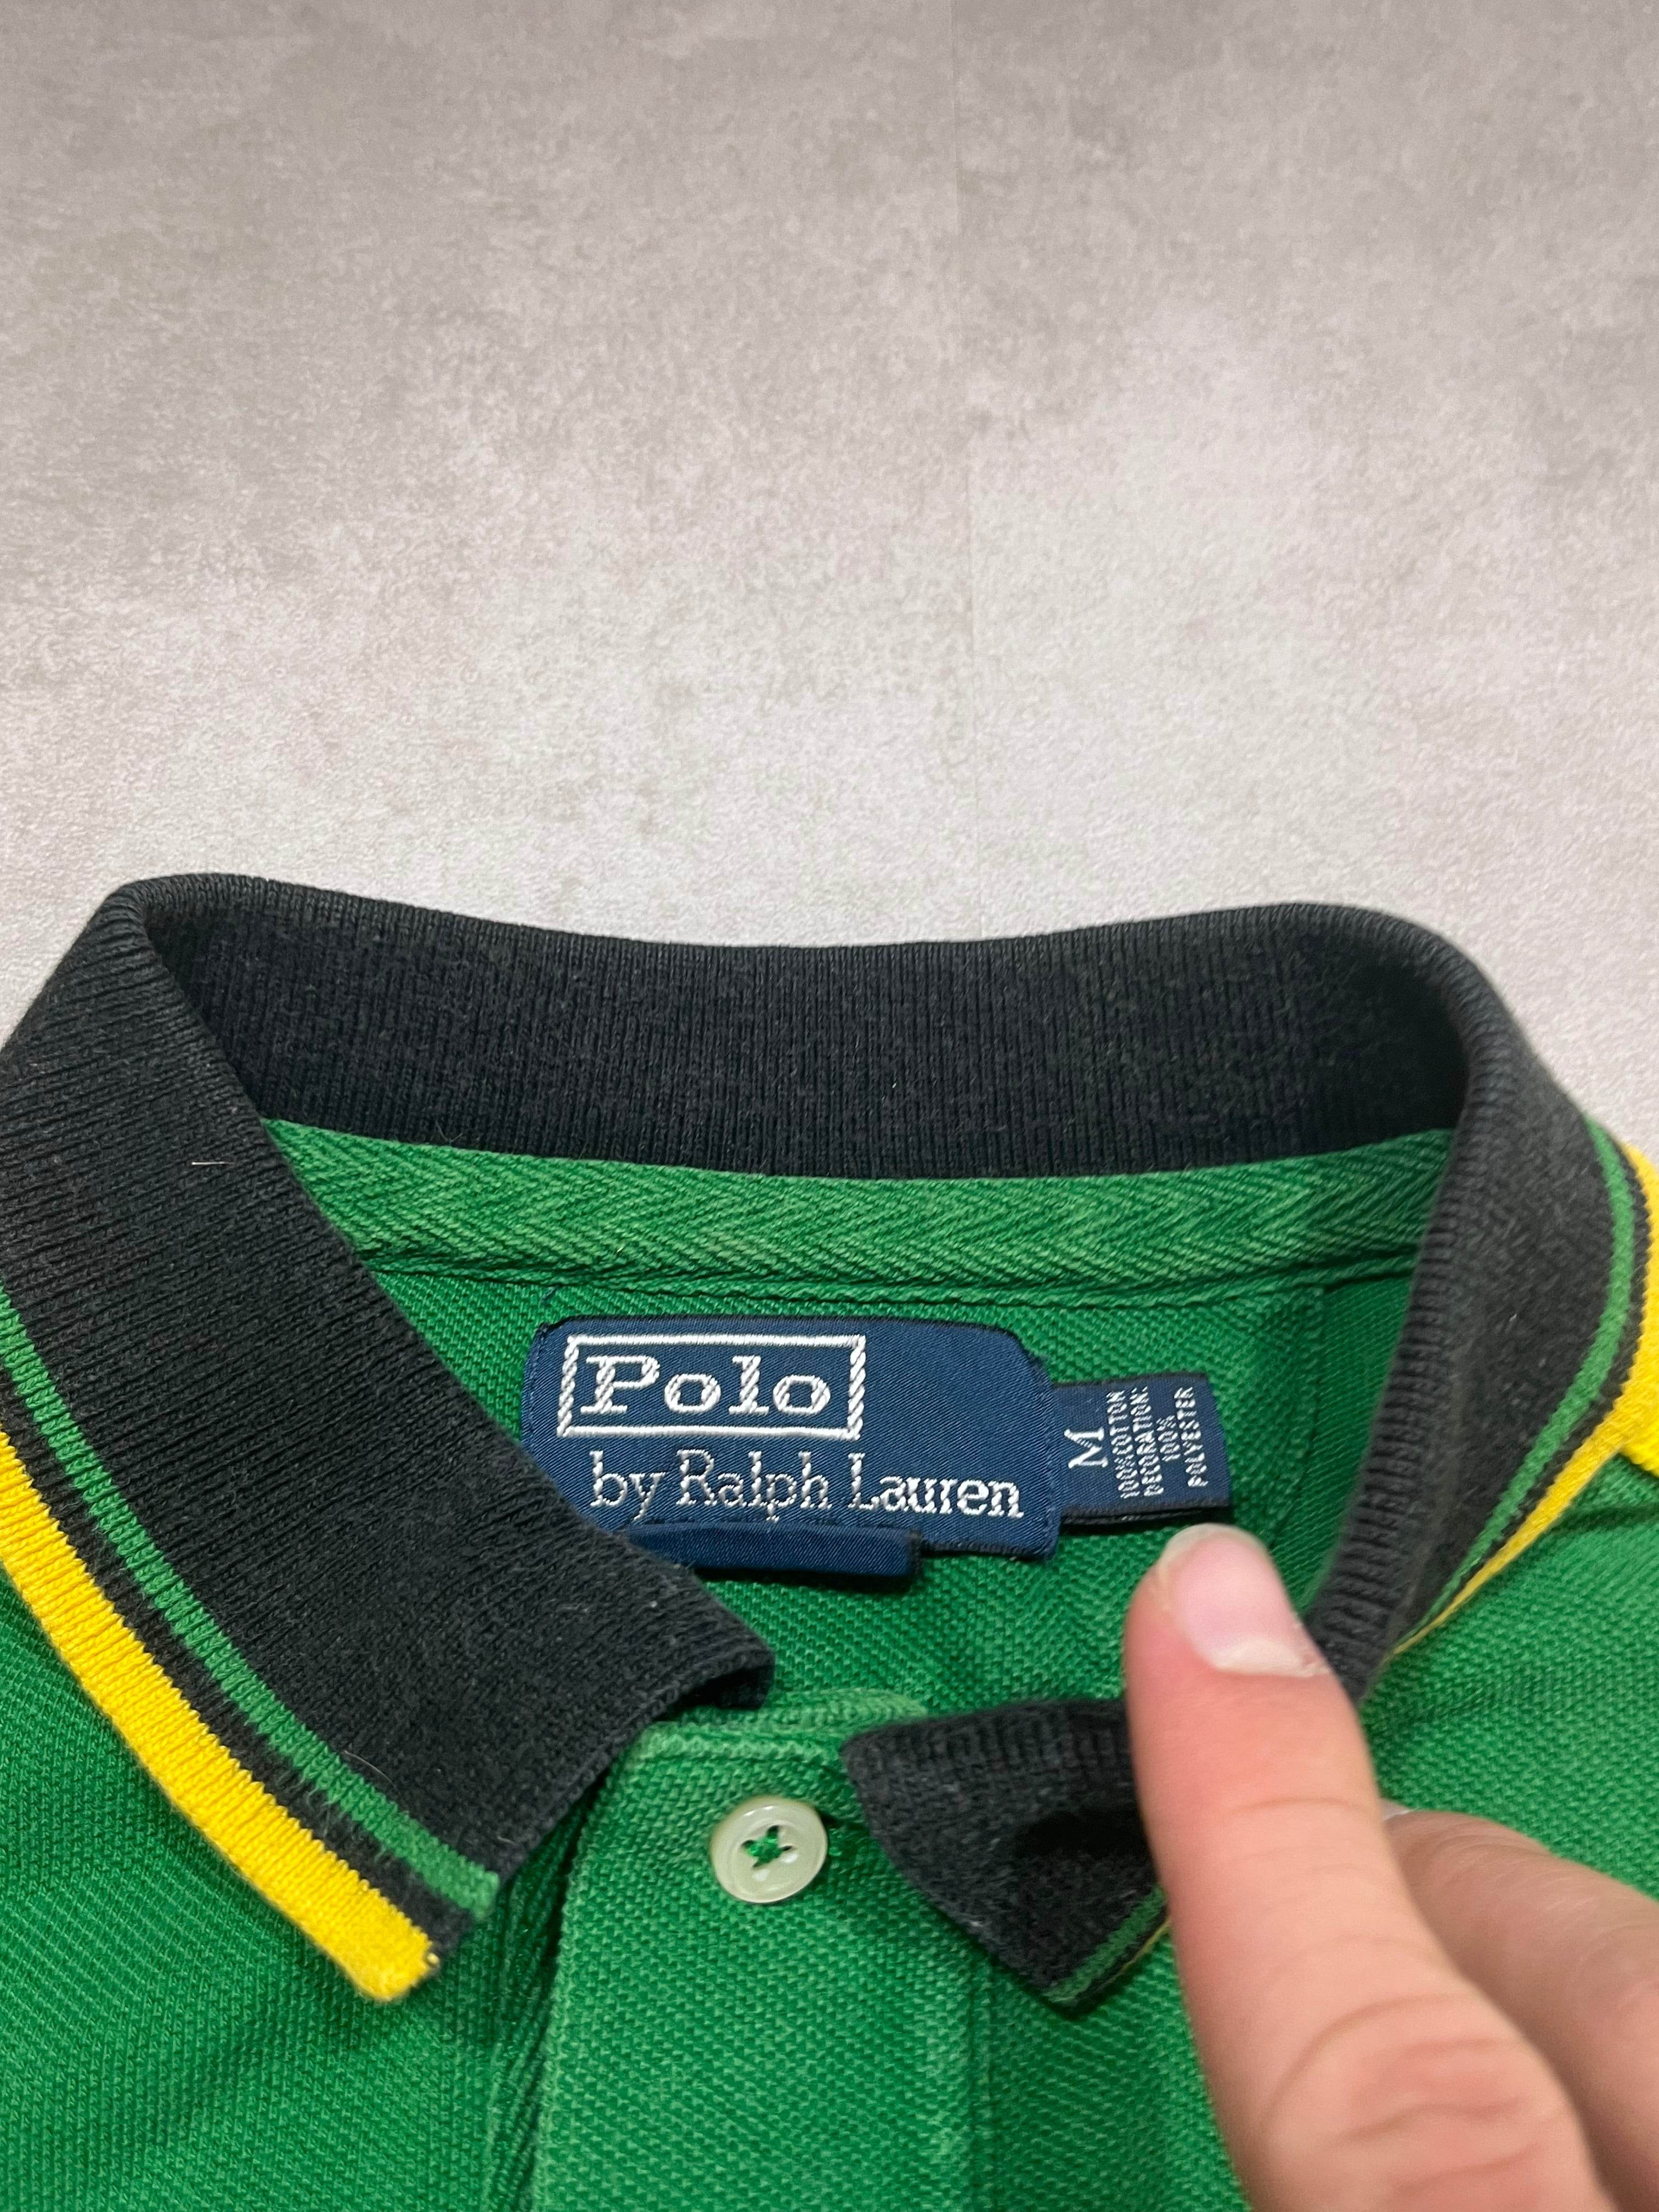 Polo
by Ralph Lauren
M
100%COTTON
DECORATION:
100%
POLYESTER